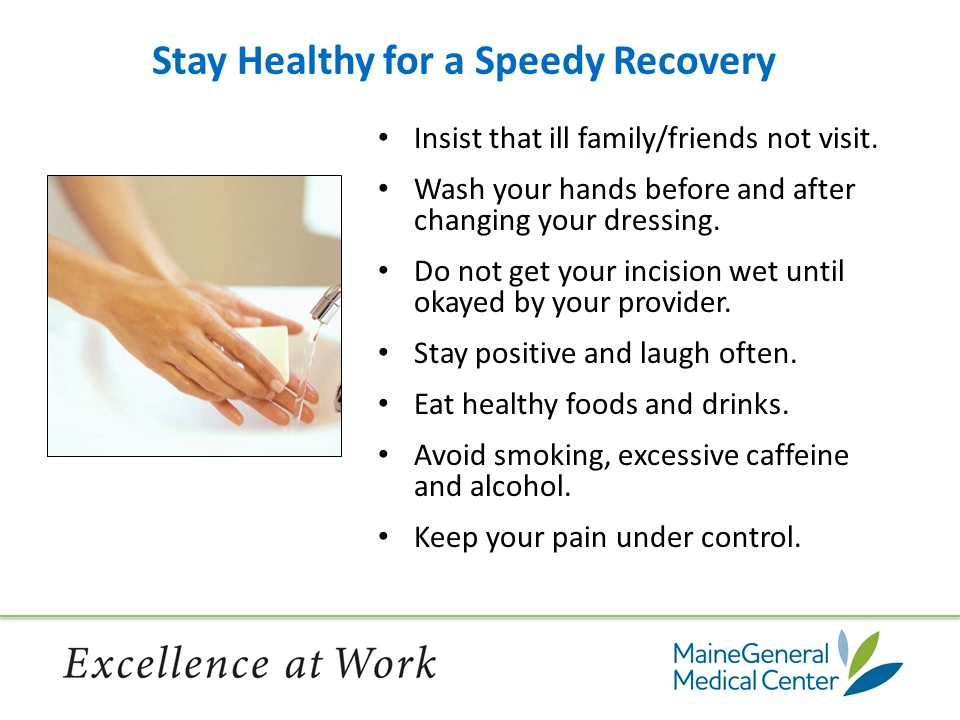 Stay Healthy for a Speedy Recovery
• Insist that ill family/friends not visit.
• Wash your hands before and after
changing your dressing.
• Do not get your incision wet until
okayed by your provider.
• Stay positive and laugh often.
• Eat healthy foods and drinks.
• Avoid smoking, excessive caffeine
and alcohol.
• Keep your pain under control.
Excellence at Work
MaineGeneral
Medical Center